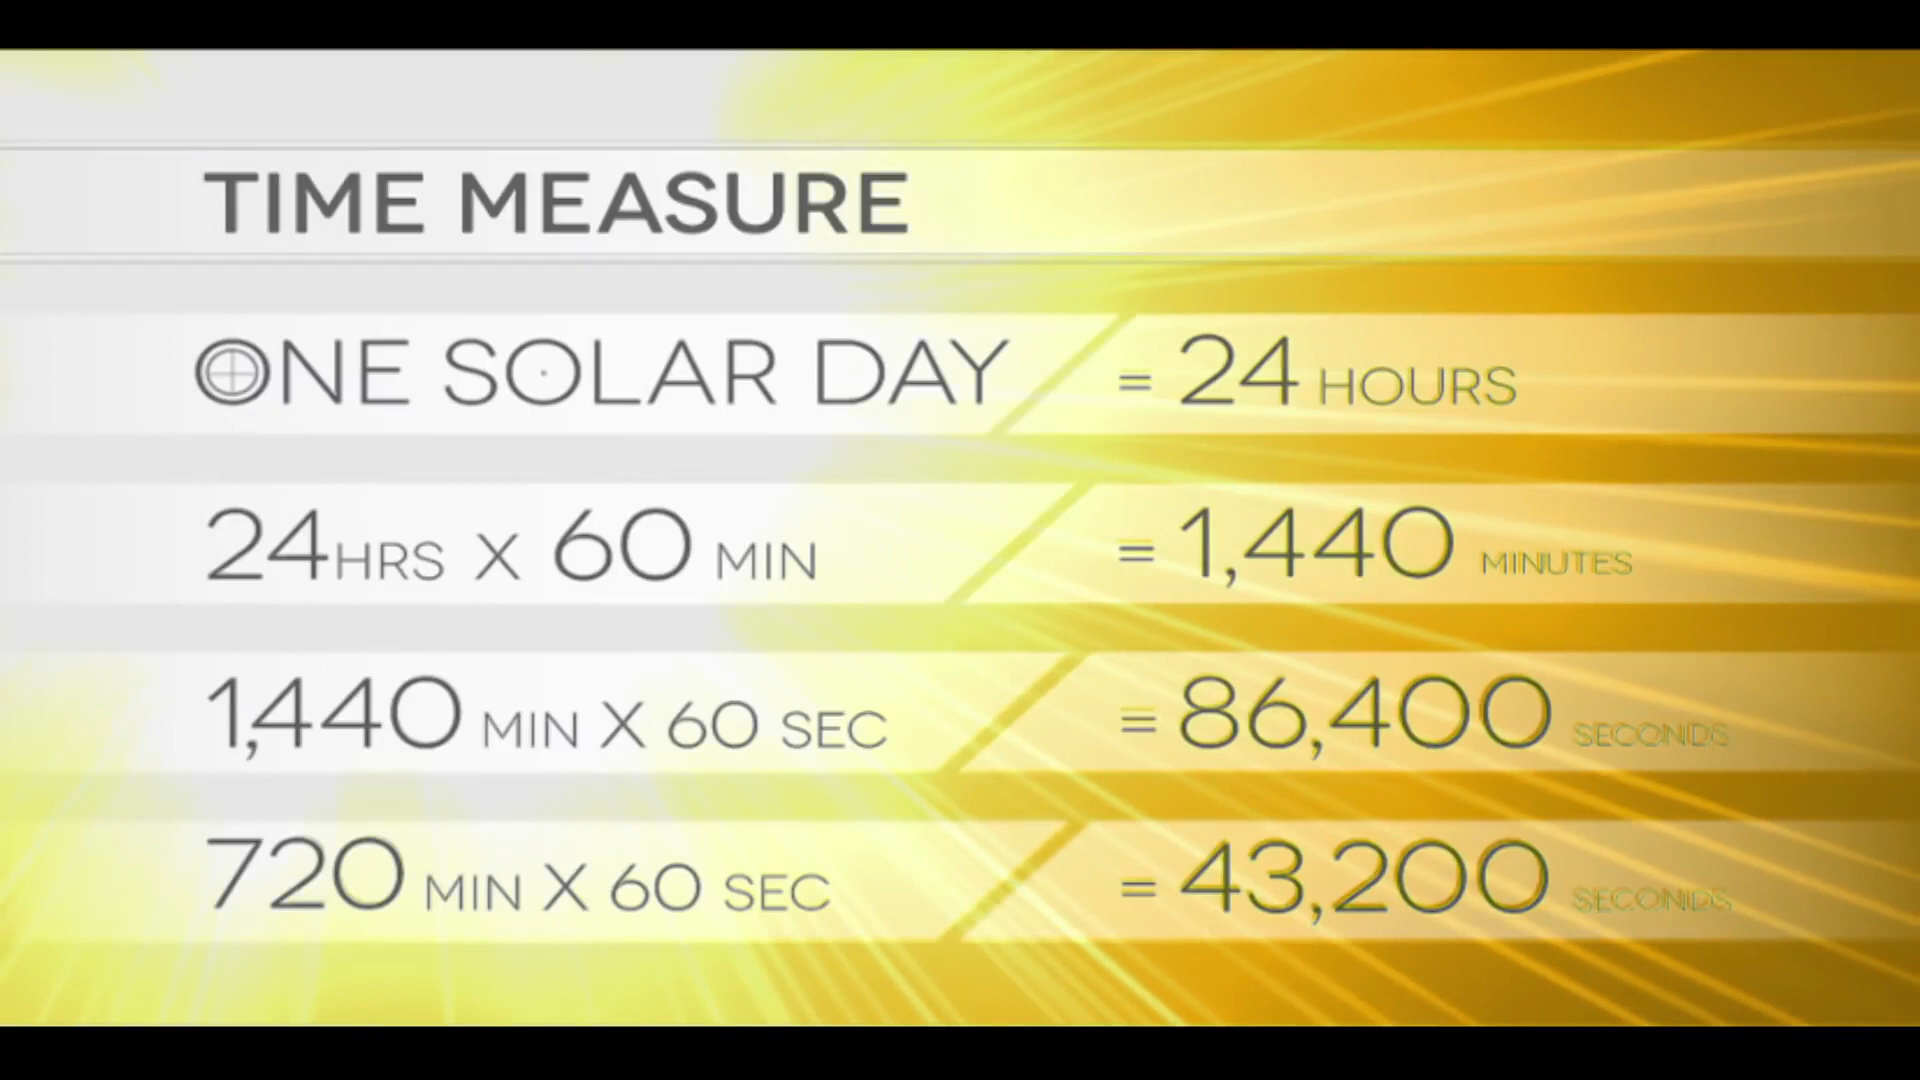 TIME MEASURE
ONE SOLAR DAY = 24 HOURS
24HRS X 60 MIN = 1,440 MINUTES
1,440 MIN X 60 SEC = 86,400 SECONDS
720 MIN X 60 SEC = 43,200 SECONDS